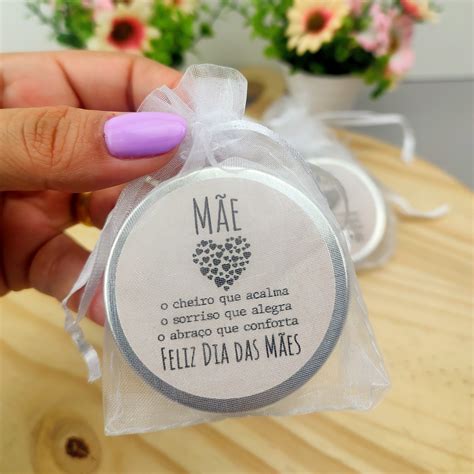 MÃE
o cheiro que acalma
o sorriso que alegra
o abraço que conforta
FELIZ DIA DAS MÃES